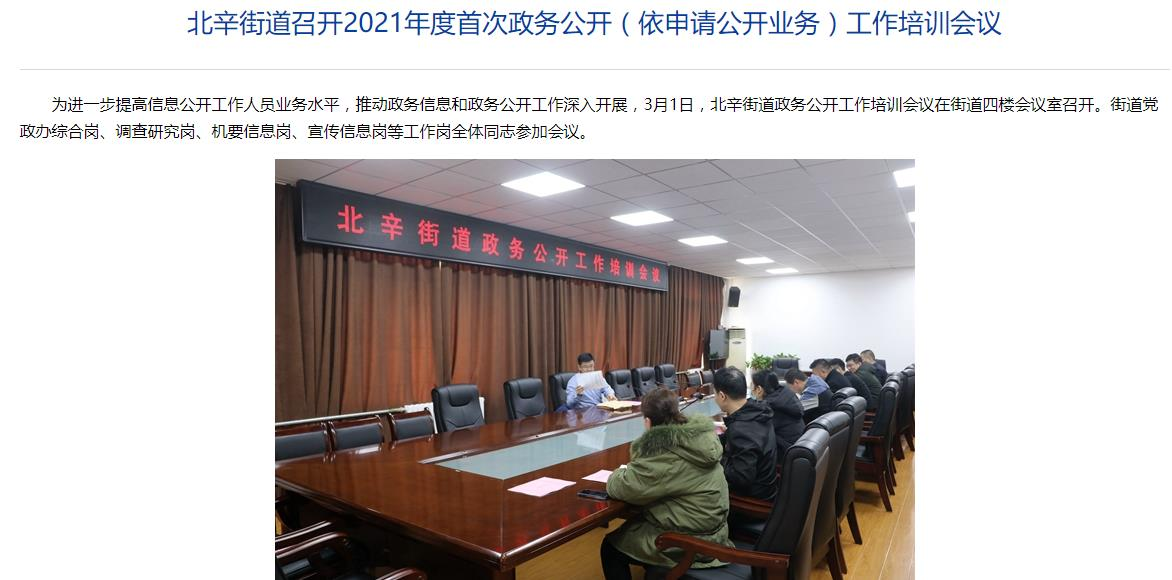 北辛街道召开2021年度首次政务公开（依申请公开业务）工作培训会议
为进一步提高信息公开工作人员业务水平，推动政务信息和政务公开工作深入开展，3月1日，北辛街道政务公开工作培训会议在街道四楼会议室召开。街道党
政办综合岗、调查研究岗、机要信息岗、宣传信息岗等工作岗全体同志参加会议。
北辛街道政务公开工作培训会议